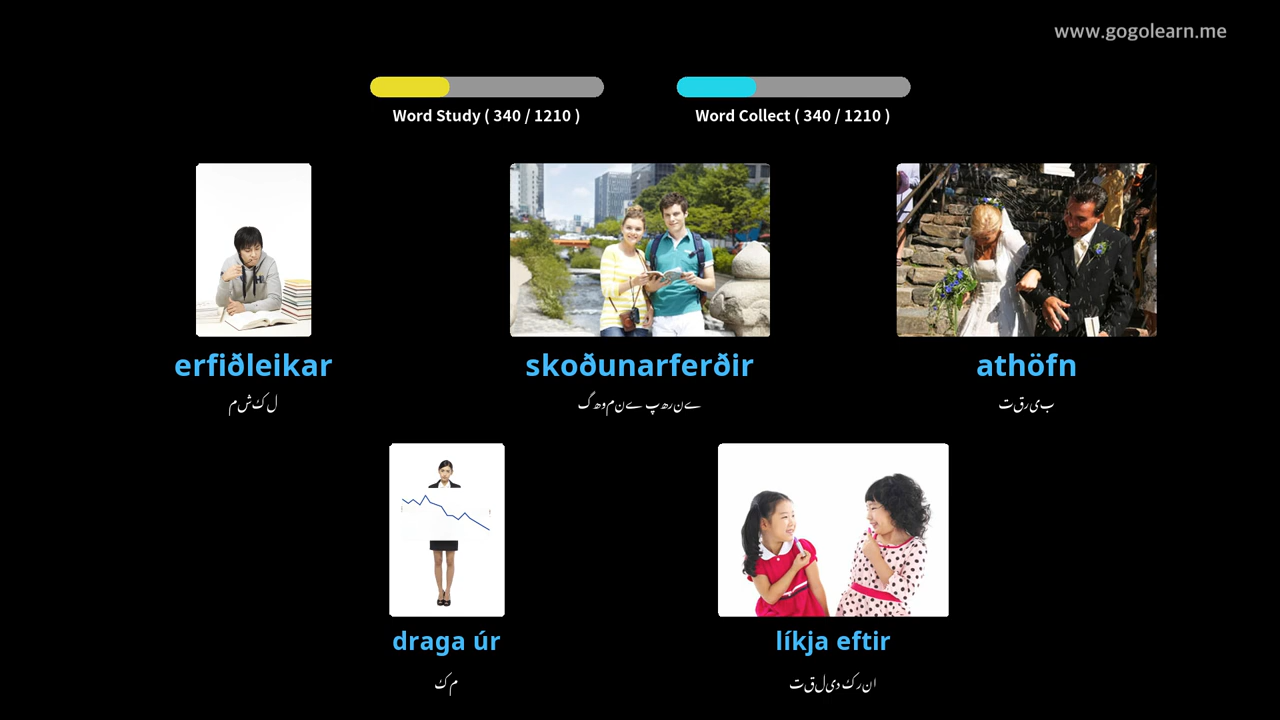 www.gogolearn.me
Word Study ( 340 / 1210 )
Word Collect ( 340 / 1210 )
erfiðleikar
مشکل
skoðunarferðir
گھومنے پھرنے
athöfn
تقریب
draga úr
کم
líkja eftir
تقلید کرنا